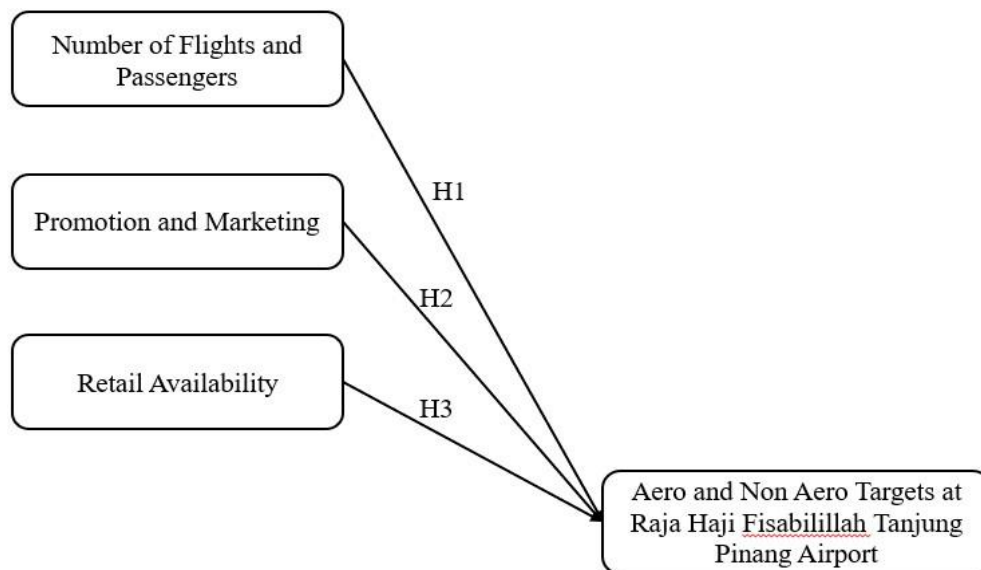 Number of Flights and
Passengers
H1
Promotion and Marketing
H2
Retail Availability
H3
Aero and Non Aero Targets at
Raja Haji Fisabilillah Tanjung
Pinang Airport